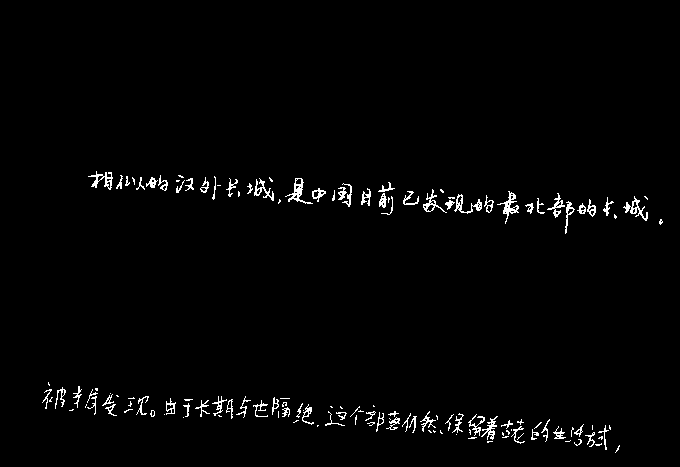 相似的汉外长城,是中国目前已发现的最北部的长城。
被发现。由于长期与世隔绝,这个部落仍然保留着古老的生活方式,